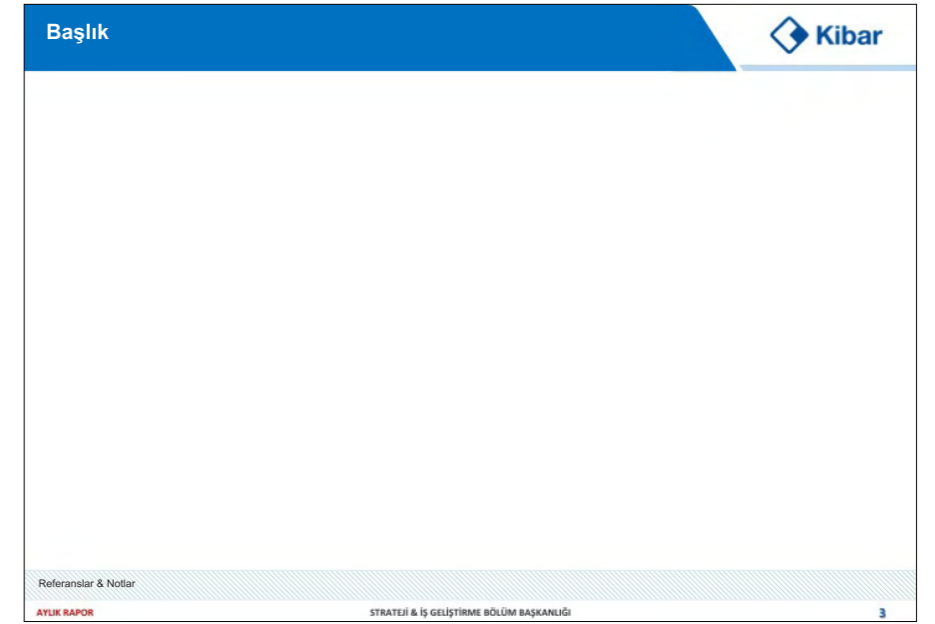 Başlık
Kibar
Referanslar & Notlar
AYLIK RAPOR
STRATEJİ & İŞ GELİŞTİRME BÖLÜM BAŞKANLIĞI
3